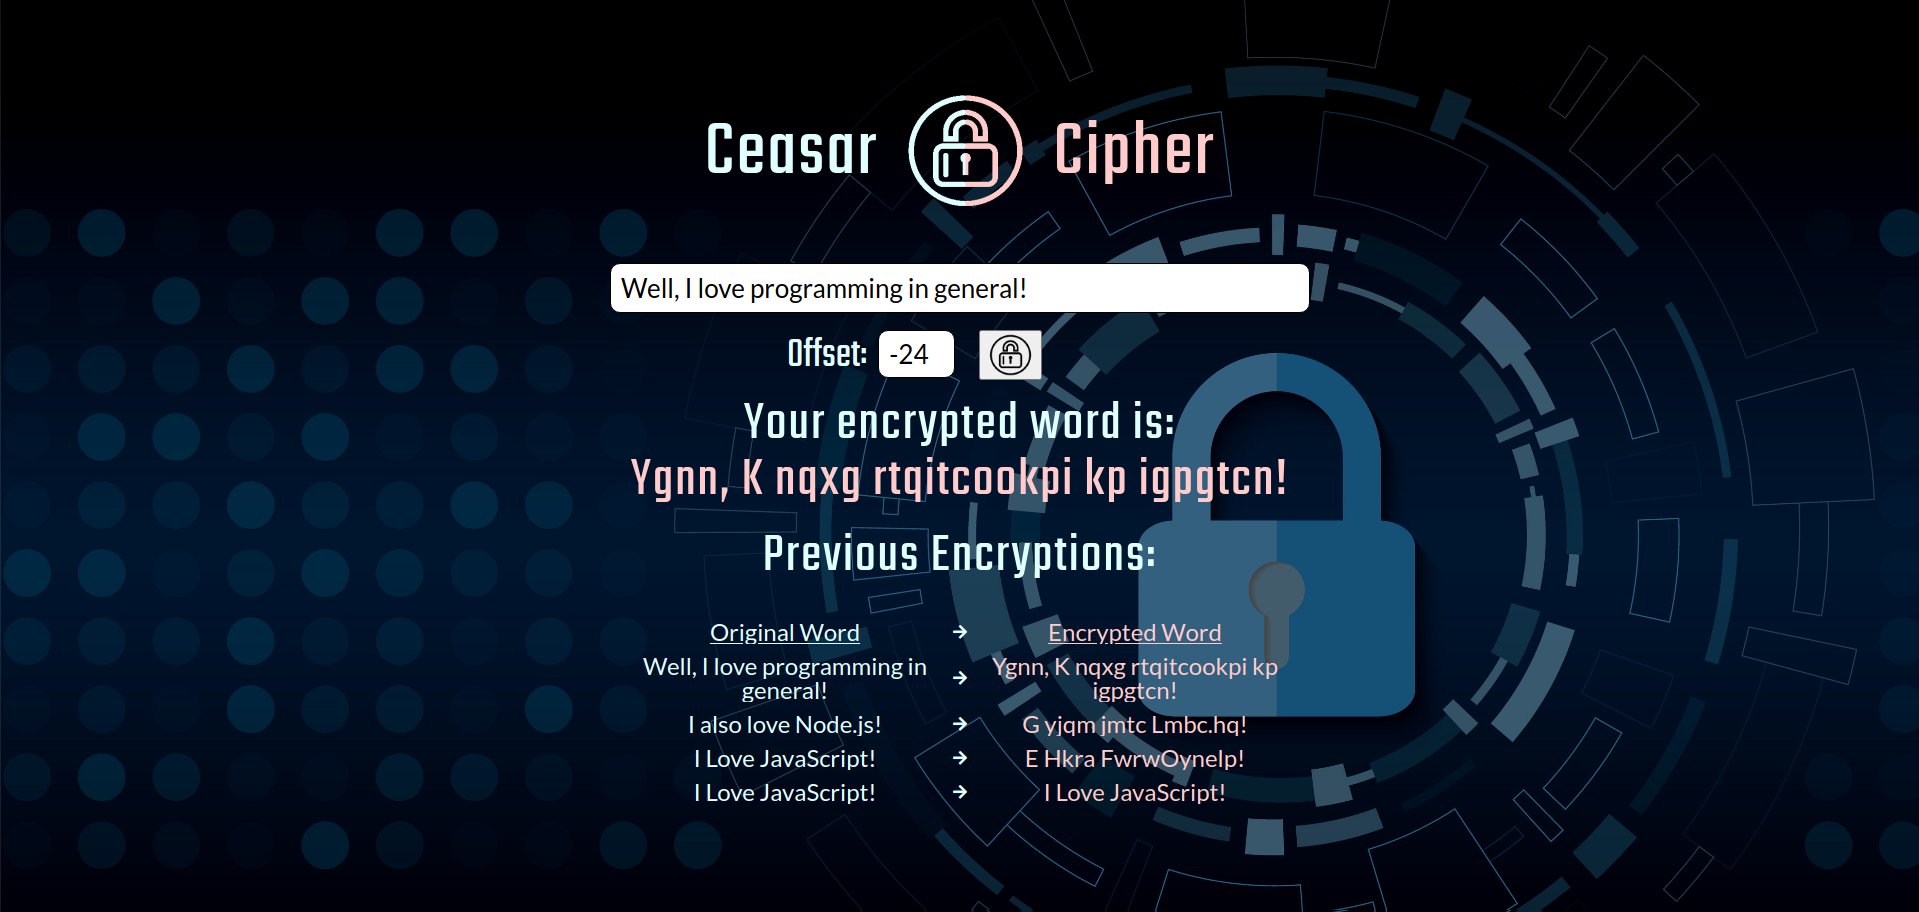 Ceasar Cipher
Well, I love programming in general!
Offset: -24
Your encrypted word is:
Ygnn, K nqxg rtqitcookpi kp igpgtcn!
Previous Encryptions:
Original Word → Encrypted Word
Well, I love programming in general! → Ygnn, K nqxg rtqitcookpi kp igpgtcn!
I also love Node.js! → G yjqm jmtc Lmbc.hq!
I Love JavaScript! → E Hkra FwrwOynelp!
I Love JavaScript! → I Love JavaScript!